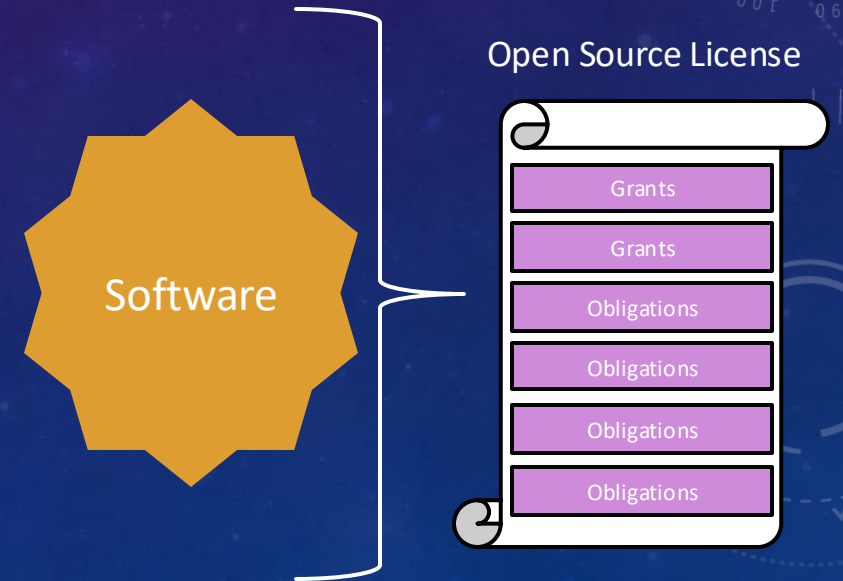 Open Source License
Software
Grants
Grants
Obligations
Obligations
Obligations
Obligations